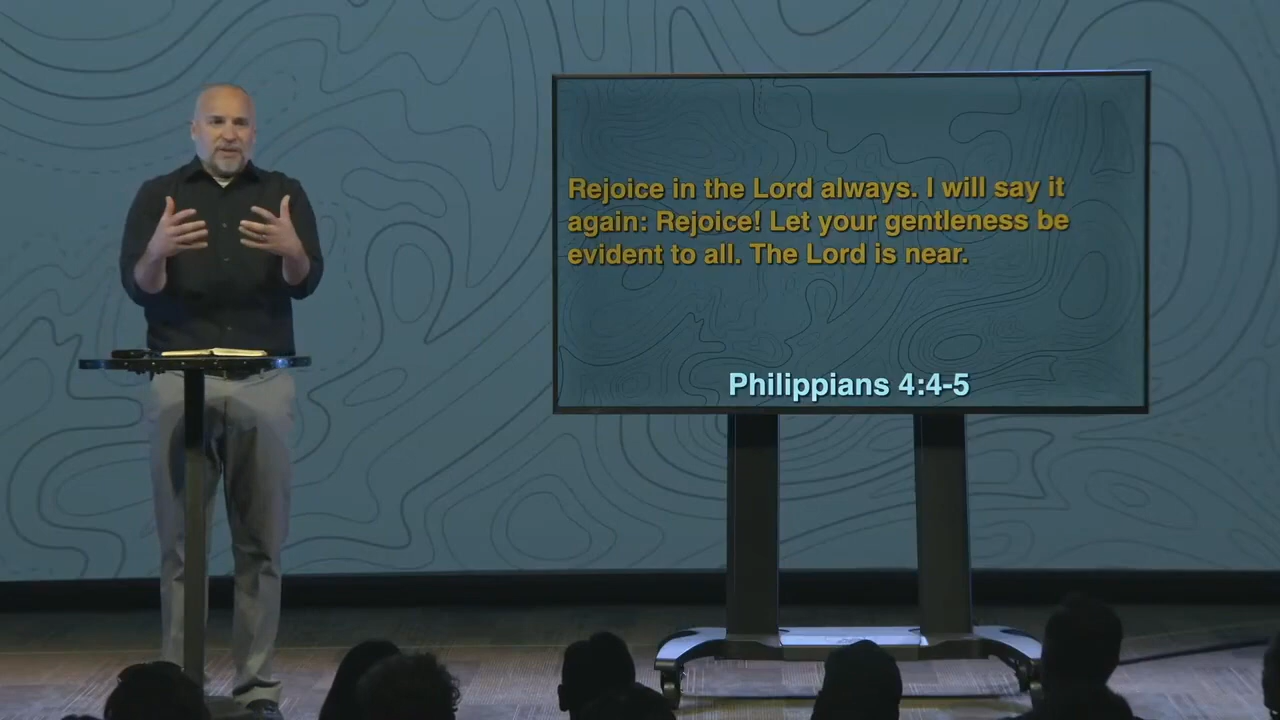 Rejoice in the Lord always. I will say it
again: Rejoice! Let your gentleness be
evident to all. The Lord is near.
Philippians 4:4-5